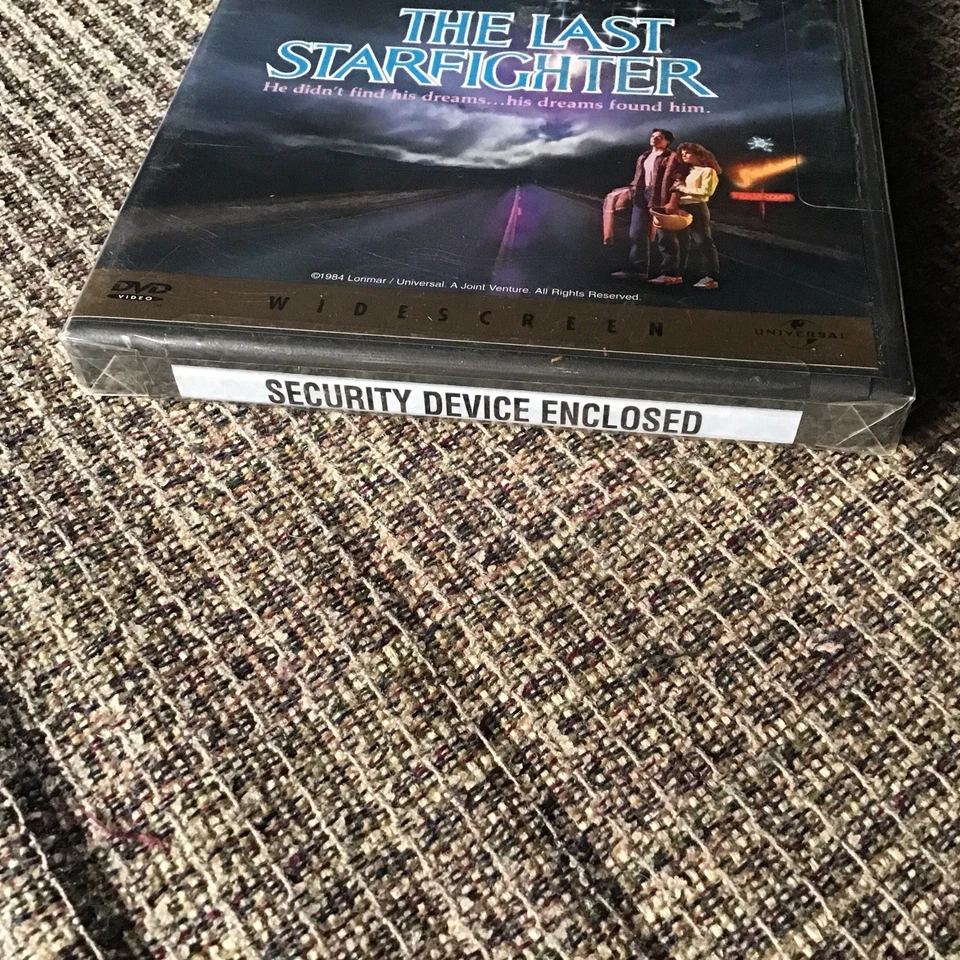 THE LAST
STARFIGHTER
He didn't find his dreams...his dreams found him.
©1984 Lorimar / Universal. A Joint Venture. All Rights Reserved.
DVD
VIDEO
WIDESCREEN
UNIVERSAL
SECURITY DEVICE ENCLOSED